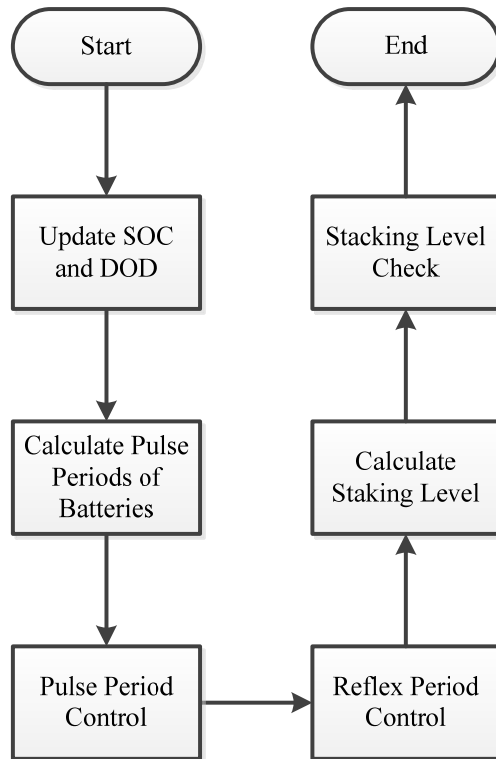 Start
Update SOC
and DOD
Calculate Pulse
Periods of
Batteries
Pulse Period
Control
Reflex Period
Control
Calculate
Staking Level
Stacking Level
Check
End